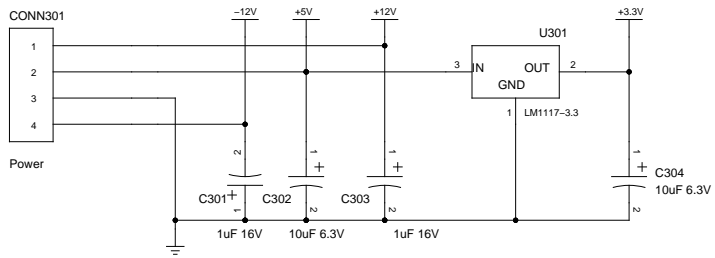 CONN301
−12V
+5V
+12V
+3.3V
U301
1
2
3
4
3
IN
OUT
GND
2
1
LM1117−3.3
Power
2
1
1
1
C301
+
C302
+
C303
+
C304
+
10uF 6.3V
1
2
2
2
1uF 16V
10uF 6.3V
1uF 16V